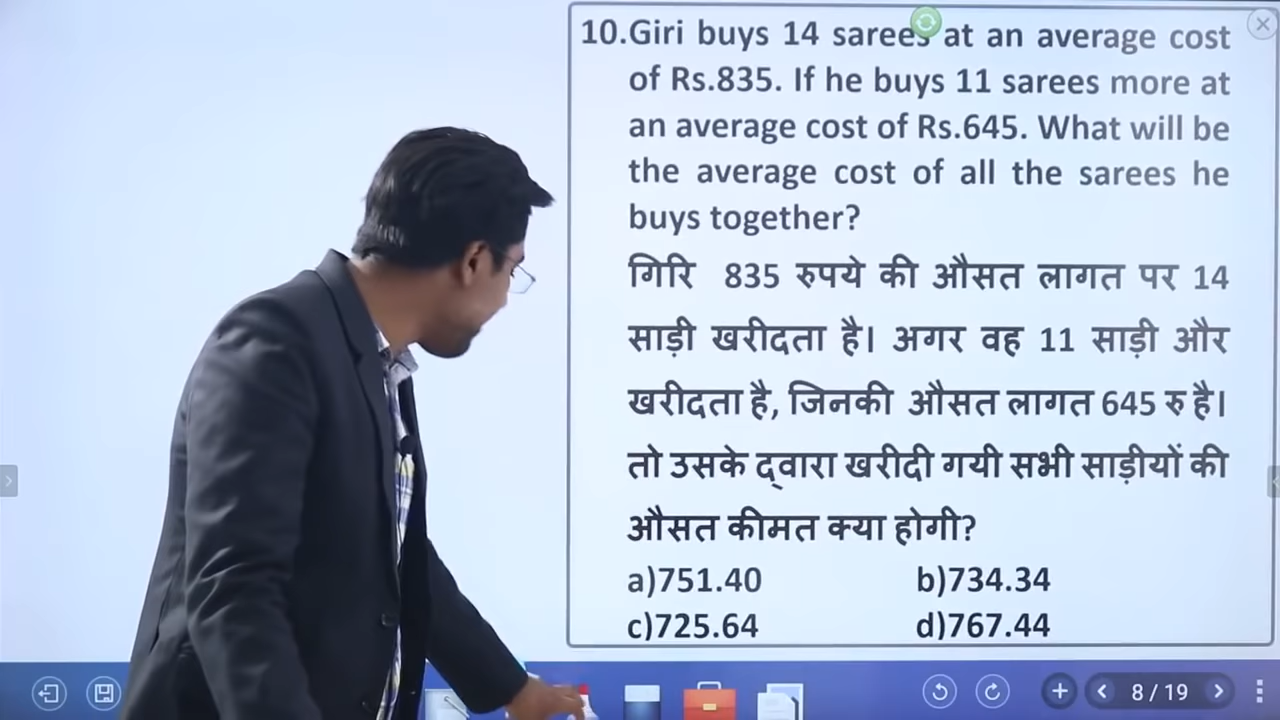 10.Giri buys 14 sarees at an average cost
of Rs.835. If he buys 11 sarees more at
an average cost of Rs.645. What will be
the average cost of all the sarees he
buys together?
गिरि 835 रुपये की औसत लागत पर 14
साड़ी खरीदता है। अगर वह 11 साड़ी और
खरीदता है, जिनकी औसत लागत 645 रु है।
तो उसके द्वारा खरीदी गयी सभी साड़ीयों की
औसत कीमत क्या होगी?
a)751.40 b)734.34
c)725.64 d)767.44
8 / 19